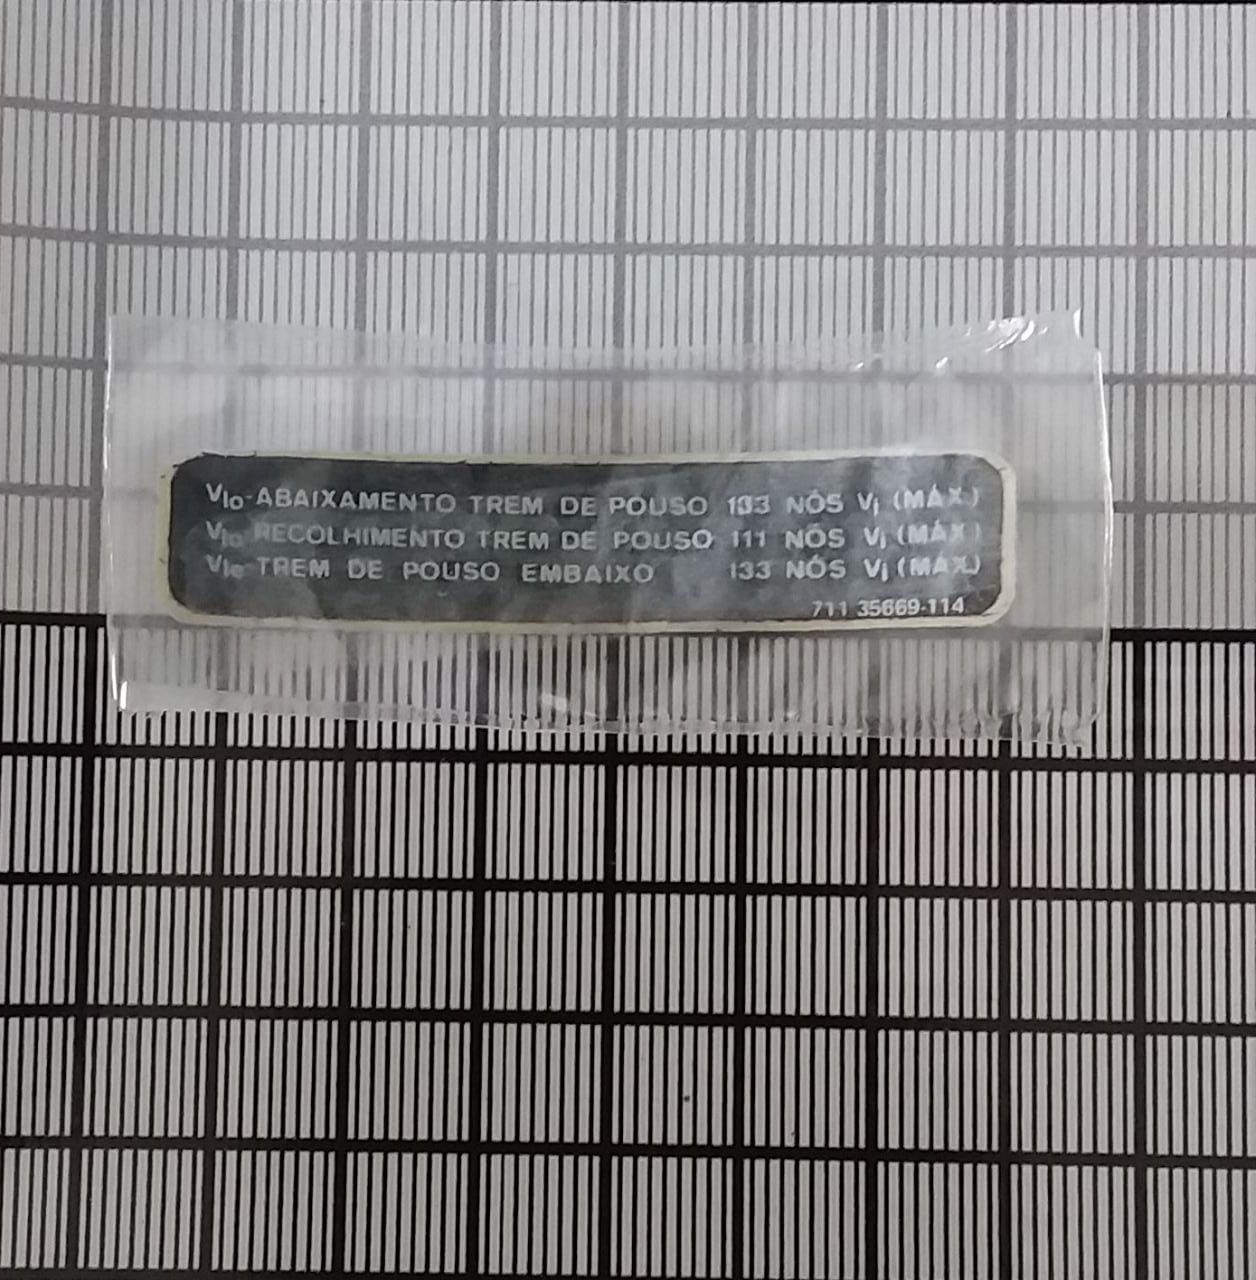 Vlo-ABAIXAMENTO TREM DE POUSO 133 NÓS Vi (MÁX.)
Vlo RECOLHIMENTO TREM DE POUSO 111 NÓS Vi (MÁX.)
Vle-TREM DE POUSO EMBAIXO 133 NÓS Vi (MÁX.)
711 35669-114